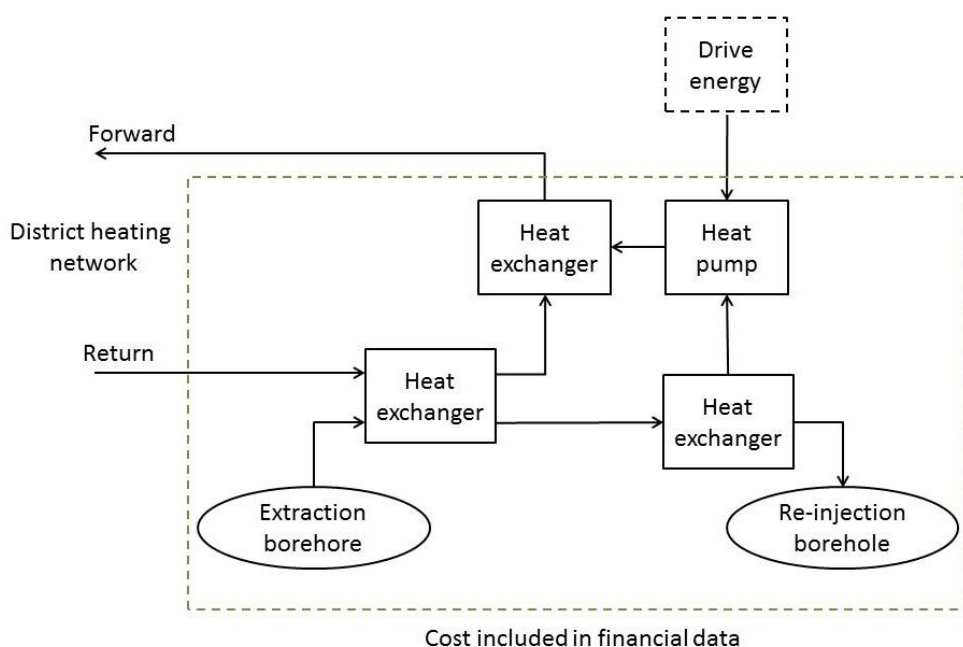 Drive
energy
Forward
District heating
network
Heat
exchanger
Heat
pump
Return
Heat
exchanger
Heat
exchanger
Extraction
borehore
Re-injection
borehole
Cost included in financial data